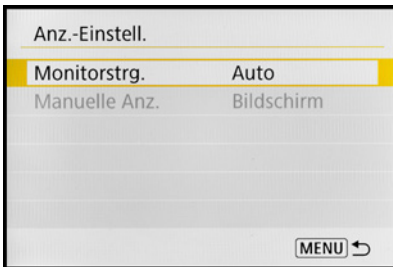 Anz.-Einstell.
Monitorstrg. Auto
Manuelle Anz. Bildschirm
MENU